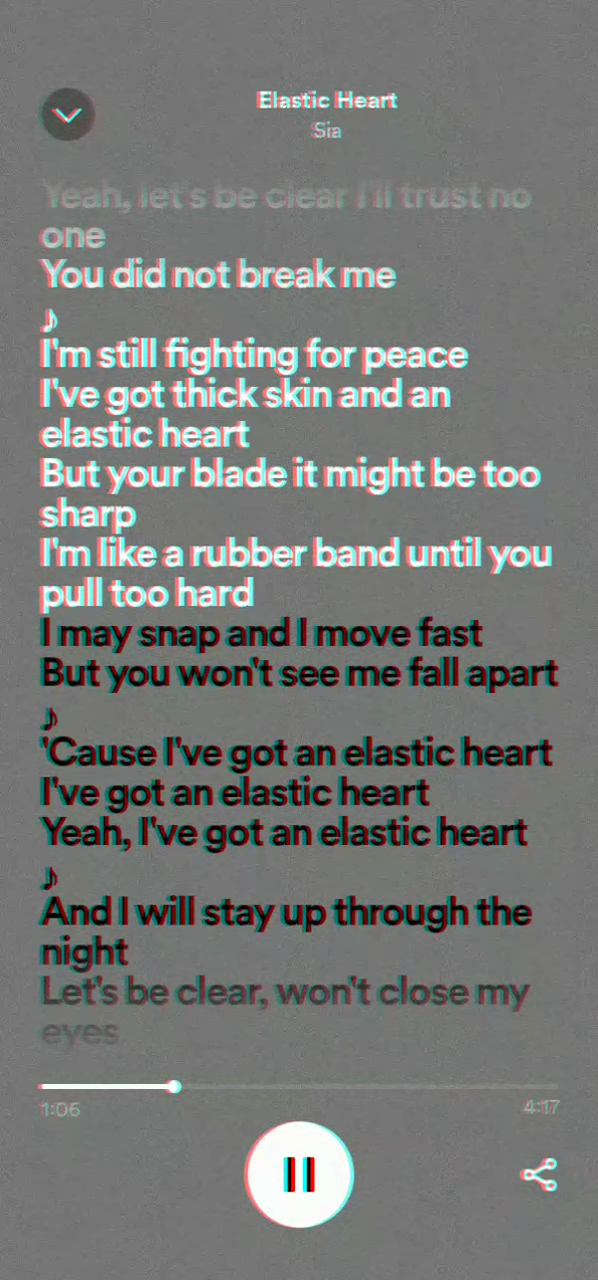 Elastic Heart
Sia
Yeah, let's be clear I'll trust no
one
You did not break me
♪
I'm still fighting for peace
I've got thick skin and an
elastic heart
But your blade it might be too
sharp
I'm like a rubber band until you
pull too hard
I may snap and I move fast
But you won't see me fall apart
♪
'Cause I've got an elastic heart
I've got an elastic heart
Yeah, I've got an elastic heart
♪
And I will stay up through the
night
Let's be clear, won't close my
eyes
1:06
4:17